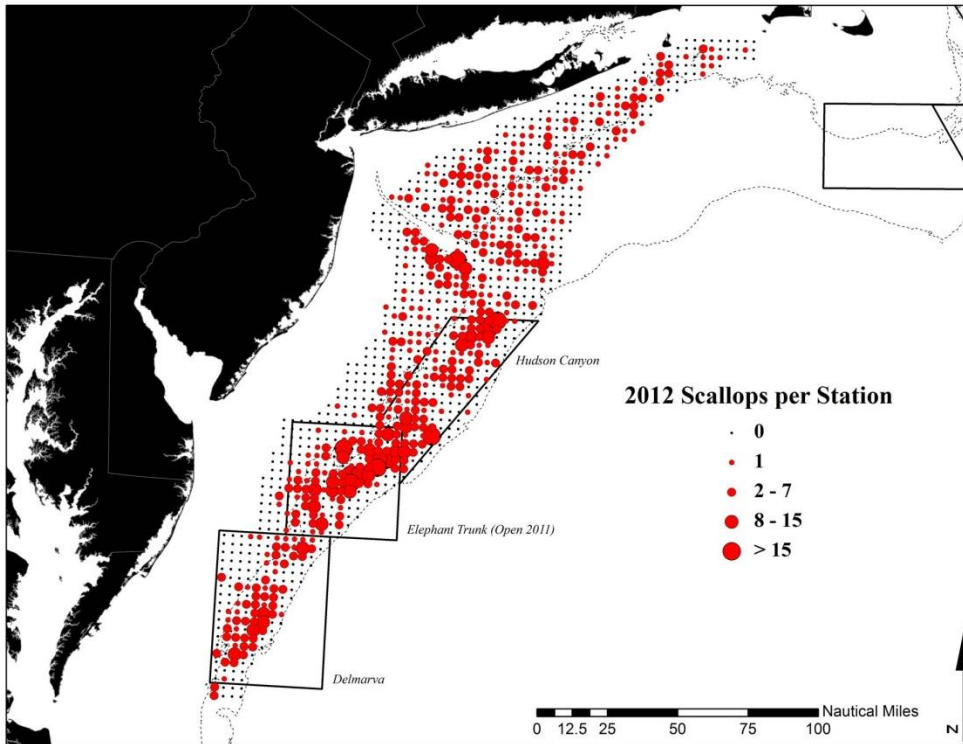 Hudson Canyon
2012 Scallops per Station
0
1
2 - 7
8 - 15
> 15
Elephant Trunk (Open 2011)
Delmarva
Nautical Miles
0 12.5 25 50 75 100
N